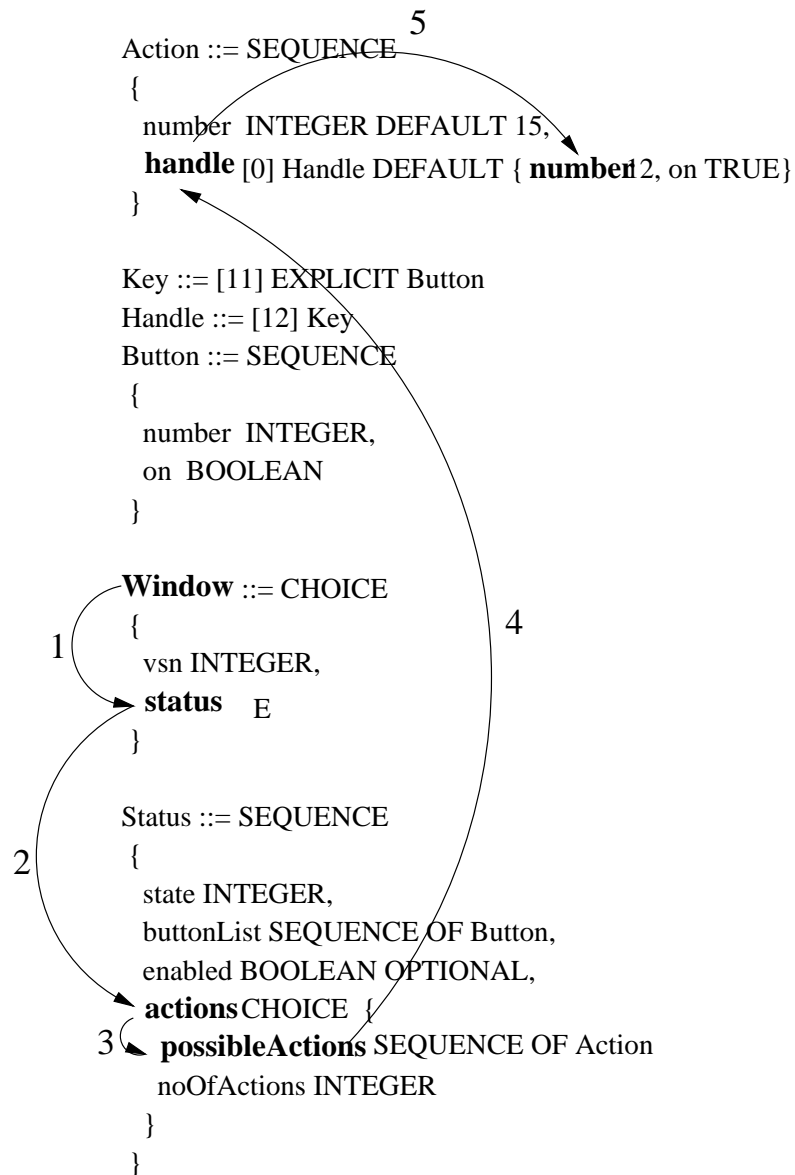 5
Action ::= SEQUENCE
{
number INTEGER DEFAULT 15,
handle [0] Handle DEFAULT { number12, on TRUE}
}
Key ::= [11] EXPLICIT Button
Handle ::= [12] Key
Button ::= SEQUENCE
{
number INTEGER,
on BOOLEAN
}
Window ::= CHOICE
{
1
4
vsn INTEGER,
status E
}
Status ::= SEQUENCE
2
{
state INTEGER,
buttonList SEQUENCE OF Button,
enabled BOOLEAN OPTIONAL,
actions CHOICE {
3
possibleActions SEQUENCE OF Action
noOfActions INTEGER
}
}